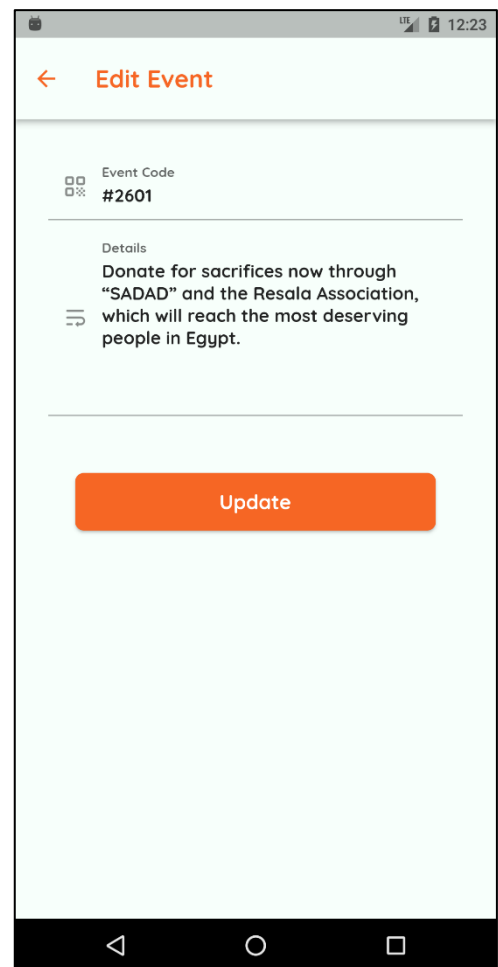 LTE 12:23
Edit Event
Event Code
#2601
Details
Donate for sacrifices now through
“SADAD” and the Resala Association,
which will reach the most deserving
people in Egypt.
Update